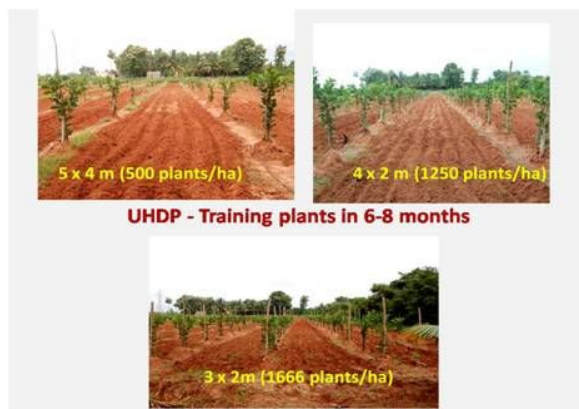 5 x 4 m (500 plants/ha)
4 x 2 m (1250 plants/ha)
UHDP - Training plants in 6-8 months
3 x 2m (1666 plants/ha)